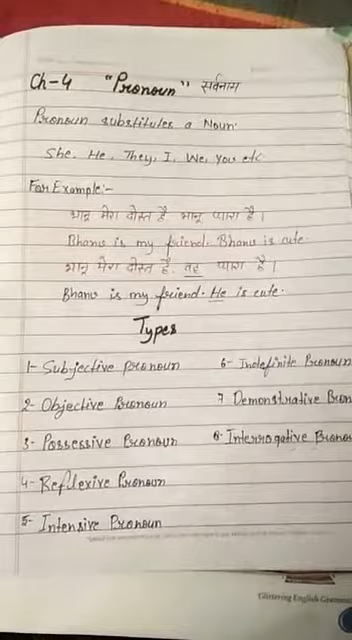 Ch-4 "Pronoun" सर्वनाम
Pronoun substitutes a Noun.
She, He, They, I, We, You etc
For Example:-
भानू मेरा दोस्त है. भानू प्यारा है।
Bhanu is my friend. Bhanu is cute.
भानू मेरा दोस्त है. वह प्यारा है।
Bhanu is my friend. He is cute.
Types
1- Subjective pronoun
2- Objective Pronoun
3- Possessive Pronoun
4- Reflexive Pronoun
5- Intensive Pronoun
6- Indefinite Pronoun
7 Demonstrative Pron
8- Interrogative Prono
Glittering English Gramma